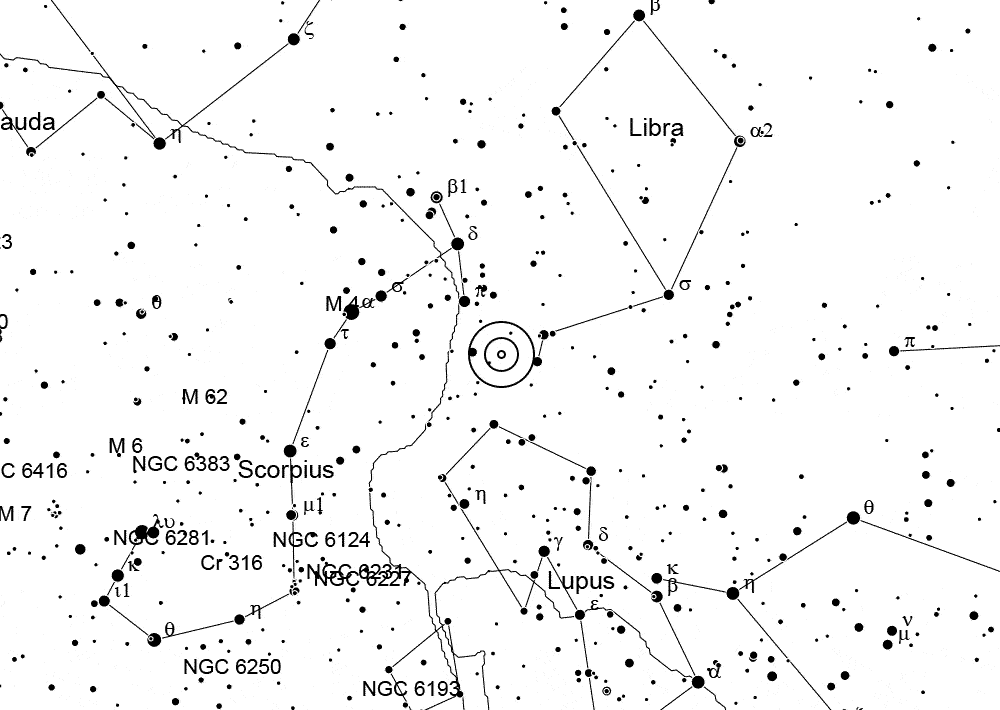 β
ζ
Libra
α2
auda
η
β1
δ
σ
σ
π
θ
M 4 α
τ
π
M 62
ε
M 6
NGC 6383
Scorpius
C 6416
η
μ1
M 7
λ υ
θ
NGC 6281
NGC 6124
δ
γ
Cr 316
κ
NGC 6231
NGC 6227
Lupus
κ
β
η
ι1
η
ε
θ
ν
μ
NGC 6250
α
NGC 6193